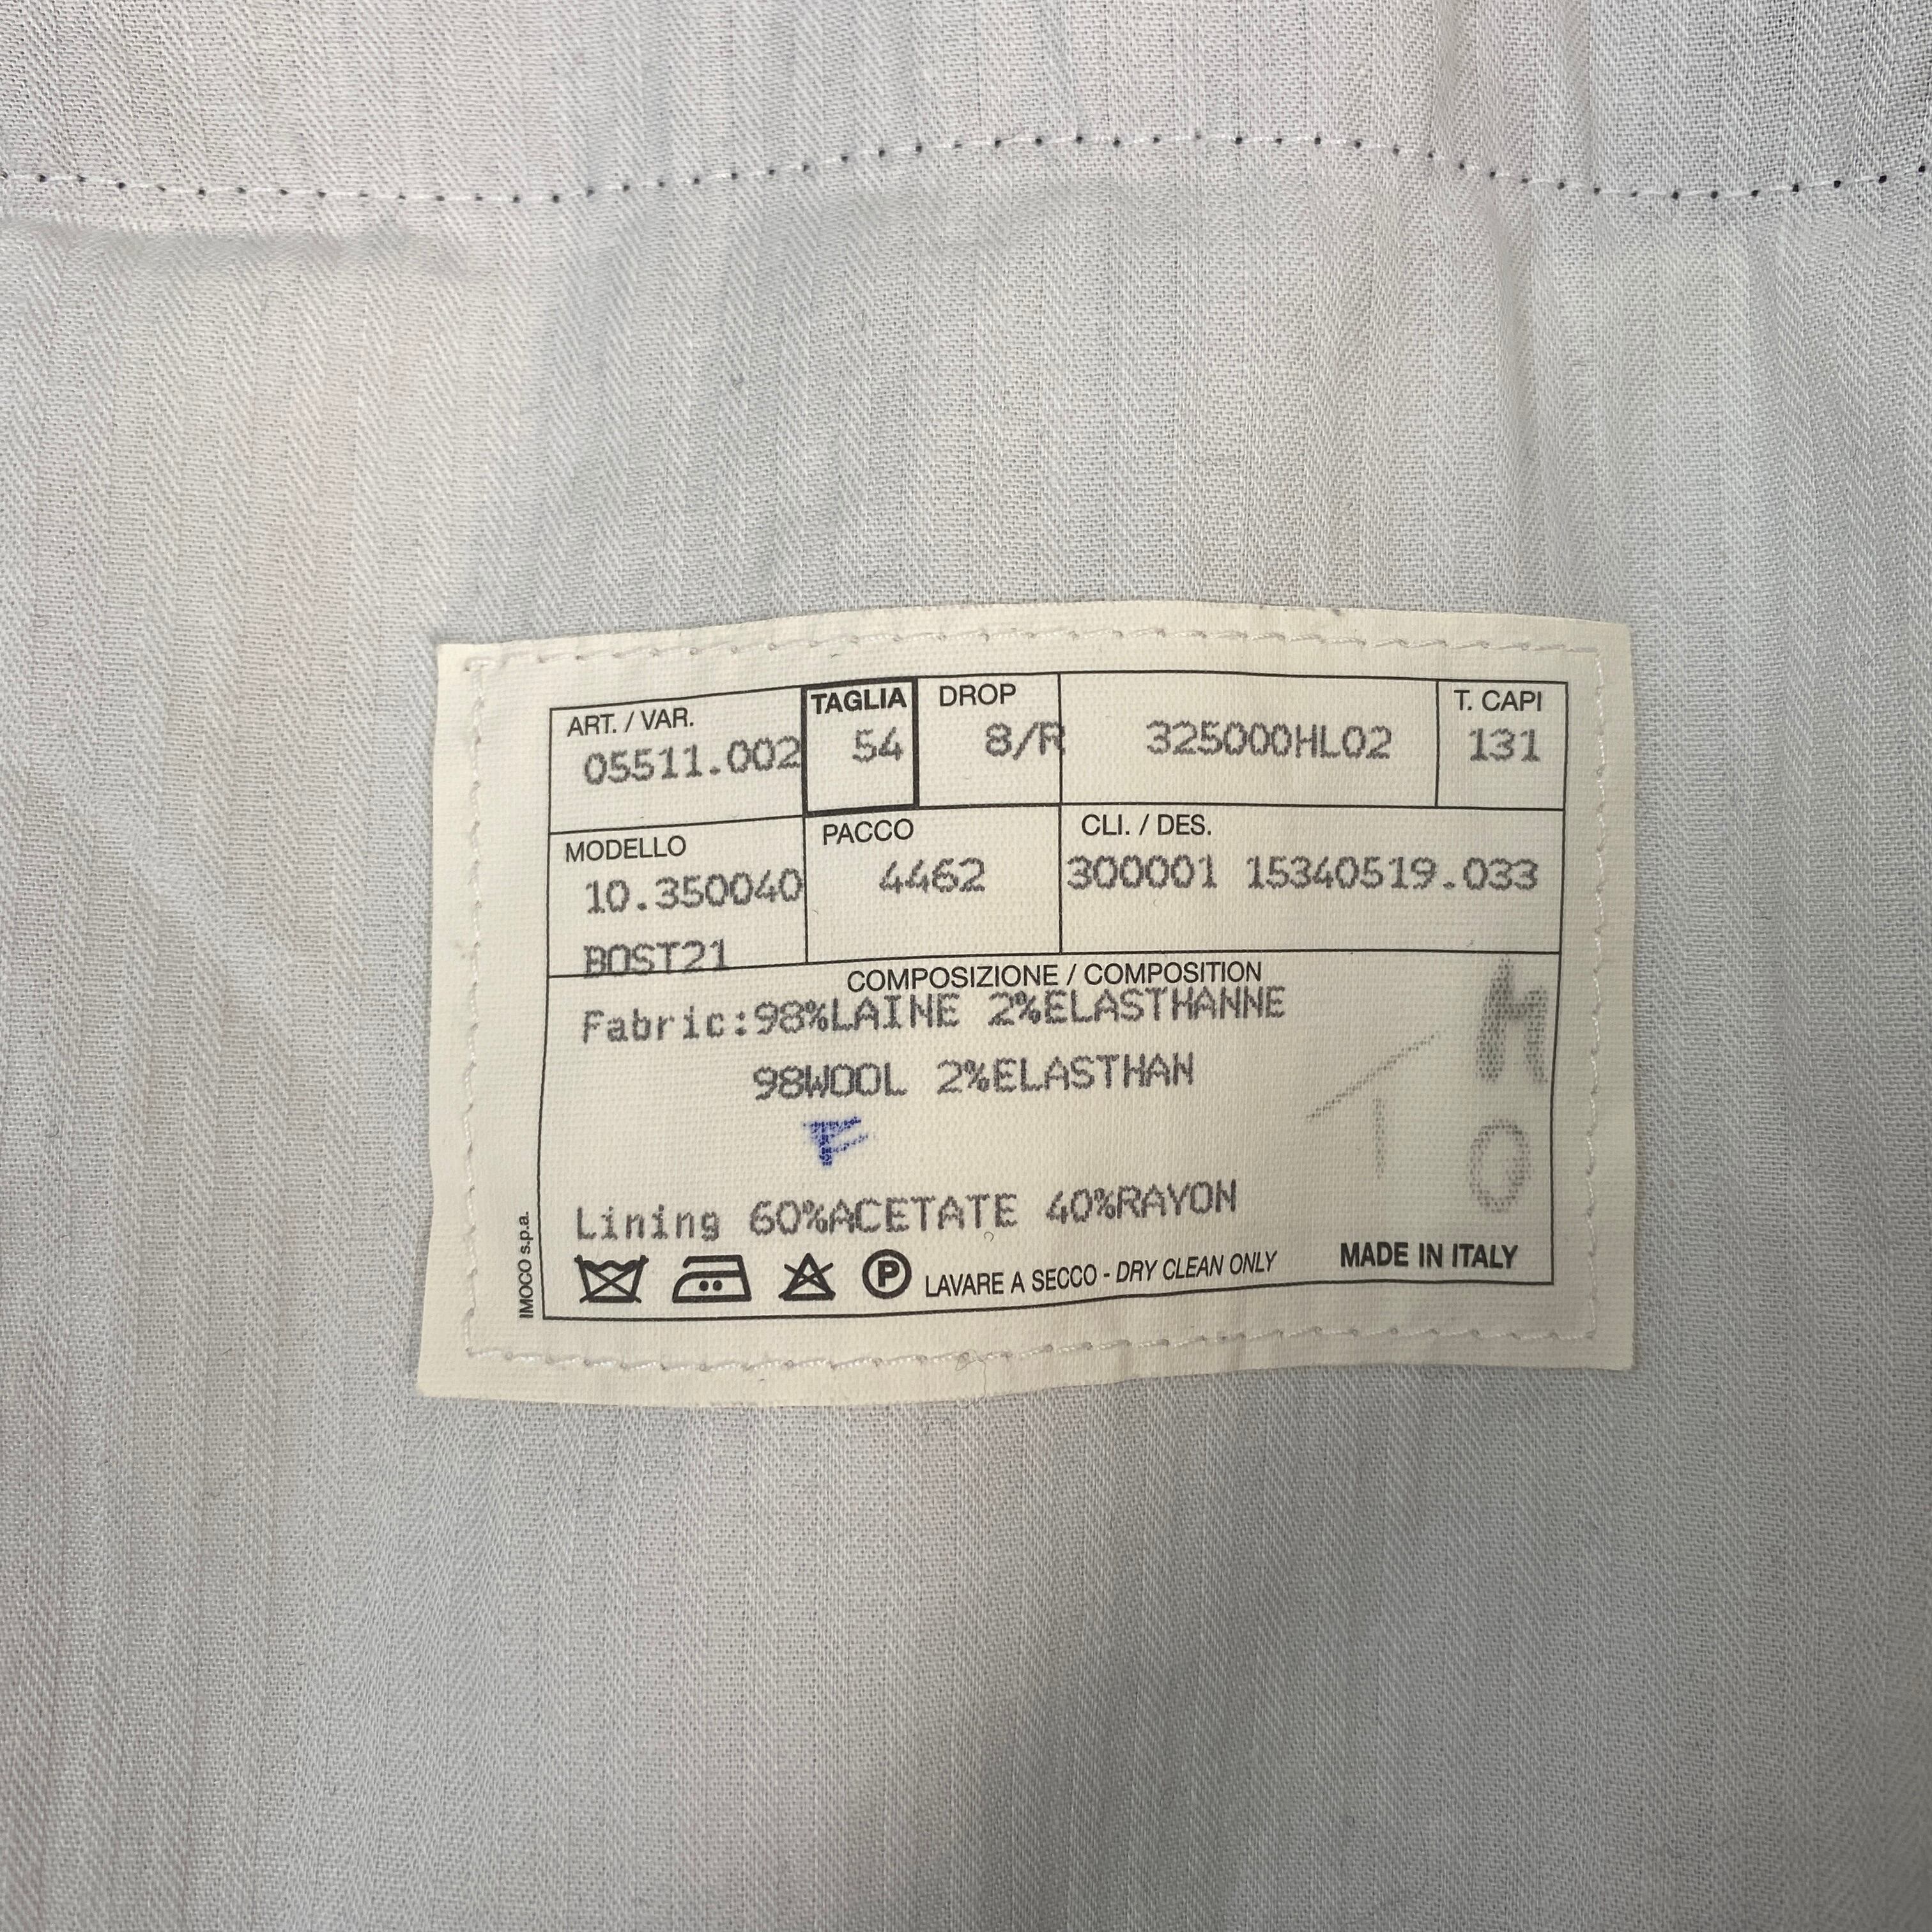 ART. / VAR. TAGLIA DROP T. CAPI
05511.002 54 8/R 325000HL02 131
MODELLO PACCO CLI. / DES.
10.350040 4462 300001 15340519.033
BOST21
COMPOSIZIONE / COMPOSITION
Fabric:98%LAINE 2%ELASTHANNE
98WOOL 2%ELASTHAN
F
Lining 60%ACETATE 40%RAYON
P LAVARE A SECCO - DRY CLEAN ONLY MADE IN ITALY
IMOCO s.p.a.